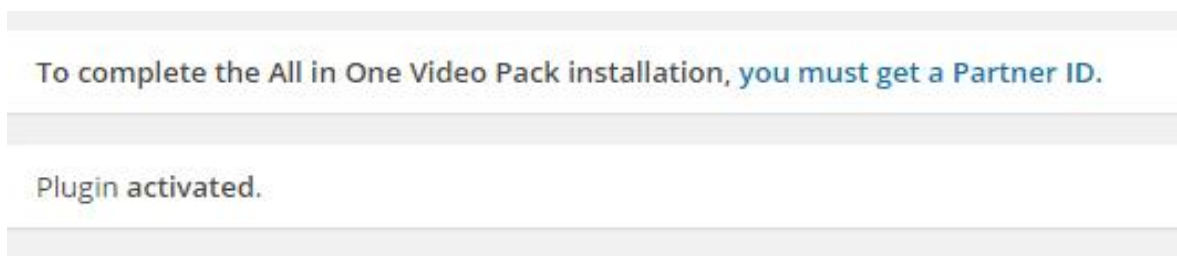 To complete the All in One Video Pack installation, you must get a Partner ID.
Plugin activated.